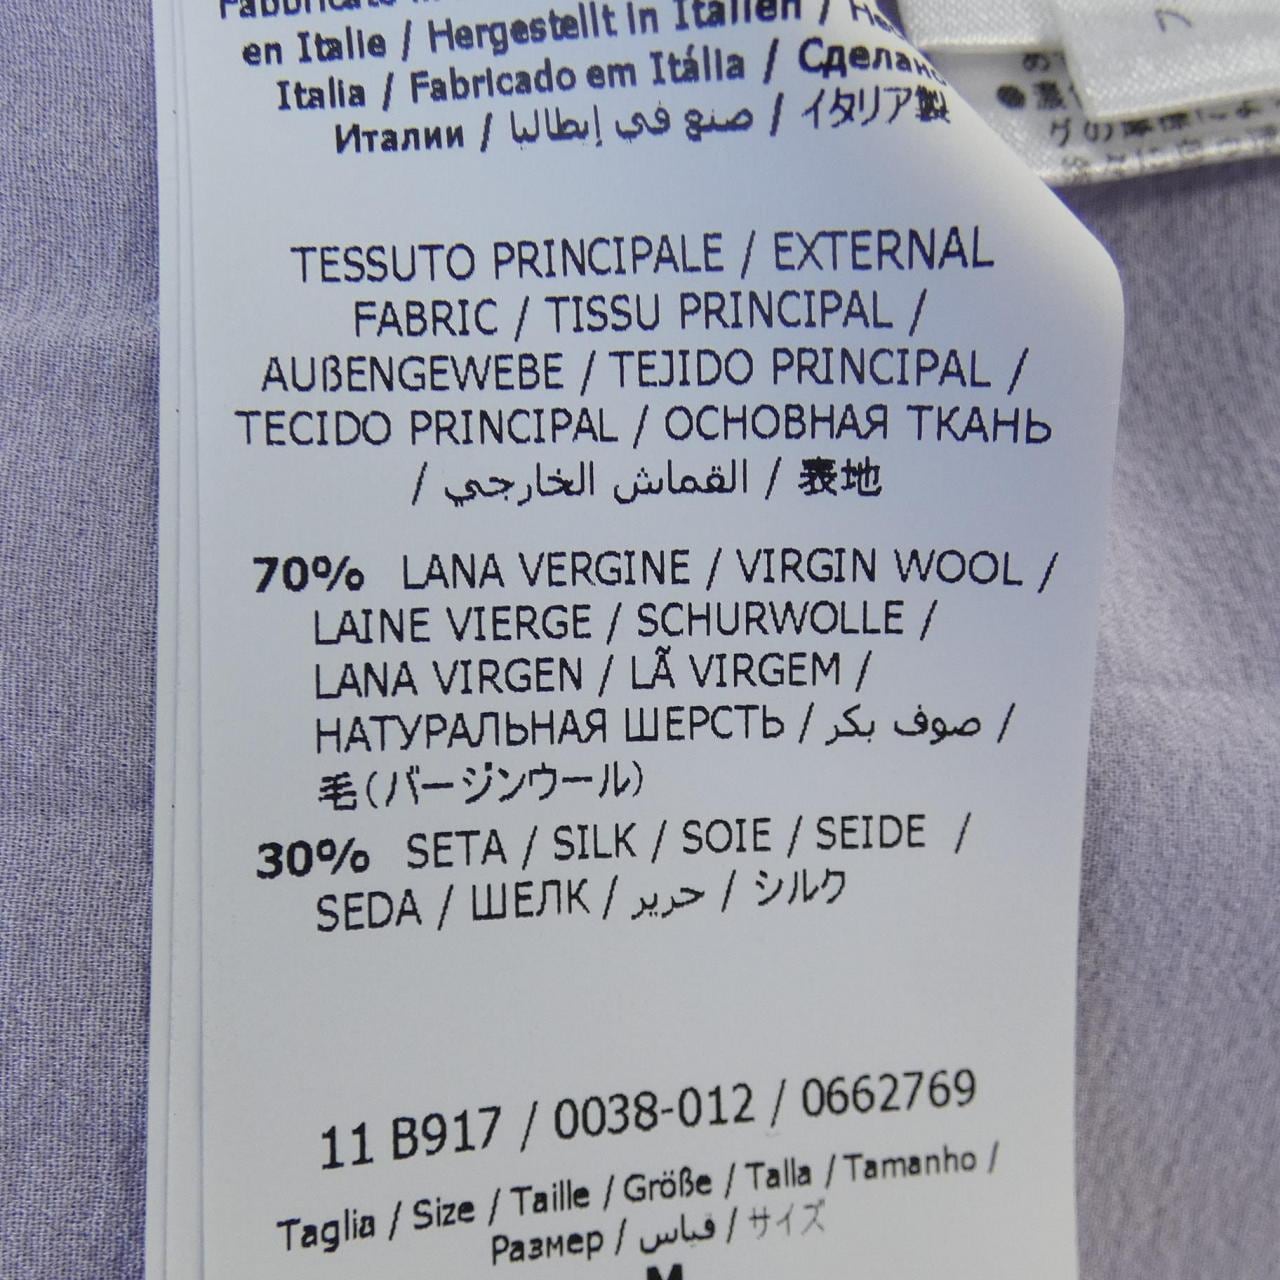 en Italie / Hergestellt in Italien /
Italia / Fabricado em Itália / Сделано
Италии / صنع في إيطاليا / イタリア製
TESSUTO PRINCIPALE / EXTERNAL
FABRIC / TISSU PRINCIPAL /
AUßENGEWEBE / TEJIDO PRINCIPAL /
TECIDO PRINCIPAL / ОСНОВНАЯ ТКАНЬ
/ القماش الخارجي / 表地
70% LANA VERGINE / VIRGIN WOOL /
LAINE VIERGE / SCHURWOLLE /
LANA VIRGEN / LÃ VIRGEM /
НАТУРАЛЬНАЯ ШЕРСТЬ / صوف بكر /
毛(バージンウール)
30% SETA / SILK / SOIE / SEIDE /
SEDA / ШЕЛК / حرير / シルク
11 B917 / 0038-012 / 0662769
Taglia / Size / Taille / Größe / Talla / Tamanho /
Размер / قياس / サイズ
M